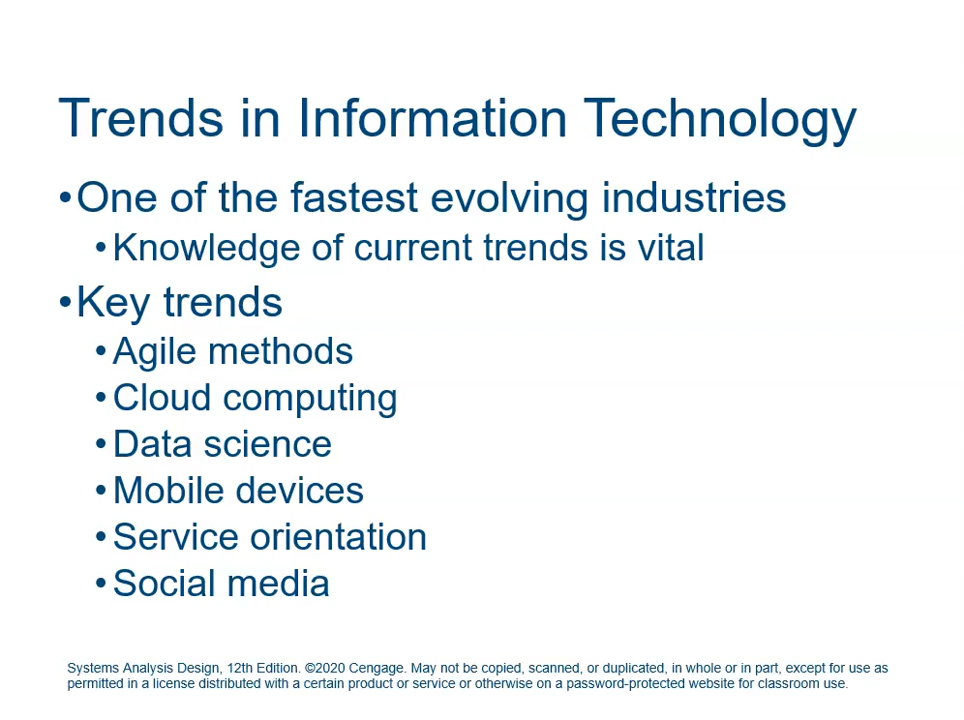 Trends in Information Technology
•One of the fastest evolving industries
•Knowledge of current trends is vital
•Key trends
•Agile methods
•Cloud computing
•Data science
•Mobile devices
•Service orientation
•Social media
Systems Analysis Design, 12th Edition. ©2020 Cengage. May not be copied, scanned, or duplicated, in whole or in part, except for use as
permitted in a license distributed with a certain product or service or otherwise on a password-protected website for classroom use.